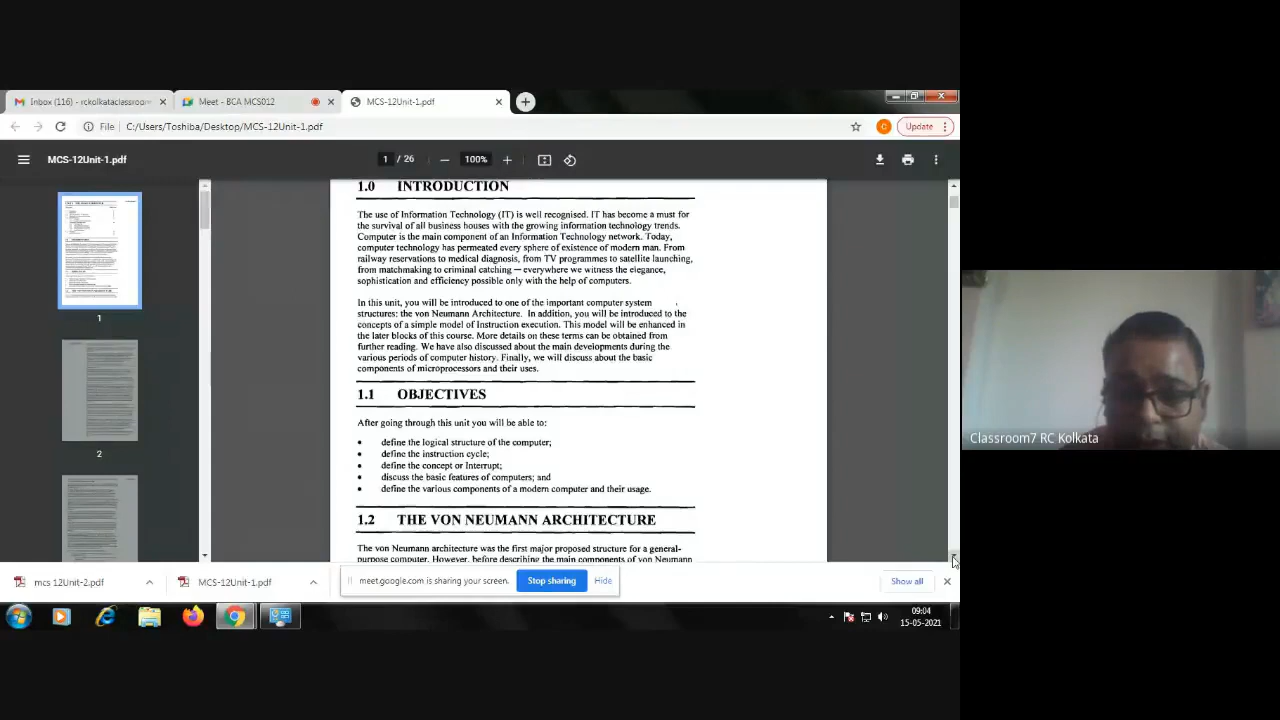 Inbox (116) - rckolkataclassroom
Meet - BCA MCS012
MCS-12Unit-1.pdf
File
C:/Users/Toshiba/Desktop/MCS-12Unit-1.pdf
Update
MCS-12Unit-1.pdf
1 / 26
100%
1.0 INTRODUCTION
The use of Information Technology (IT) is well recognised. IT has become a must for
the survival of all business houses with the growing information technology trends.
Computer is the main component of an Information Technology network. Today,
computer technology has permeated every sphere of existence of modern man. From
railway reservations to medical diagnosis, from TV programmes to satellite launching,
from matchmaking to criminal catching — everywhere we witness the elegance,
sophistication and efficiency possible only with the help of computers.
In this unit, you will be introduced to one of the important computer system
structures: the von Neumann Architecture. In addition, you will be introduced to the
concepts of a simple model of Instruction execution. This model will be enhanced in
the later blocks of this course. More details on these terms can be obtained from
further reading. We have also discussed about the main developments during the
various periods of computer history. Finally, we will discuss about the basic
components of microprocessors and their uses.
1.1 OBJECTIVES
After going through this unit you will be able to:
• define the logical structure of the computer;
• define the instruction cycle;
• define the concept or Interrupt;
• discuss the basic features of computers; and
• define the various components of a modern computer and their usage.
1.2 THE VON NEUMANN ARCHITECTURE
The von Neumann architecture was the first major proposed structure for a general-
purpose computer. However, before describing the main components of von Neumann
1
2
Classroom7 RC Kolkata
mcs 12Unit-2.pdf
MCS-12Unit-1.pdf
meet.google.com is sharing your screen.
Stop sharing
Hide
Show all
09:04
15-05-2021